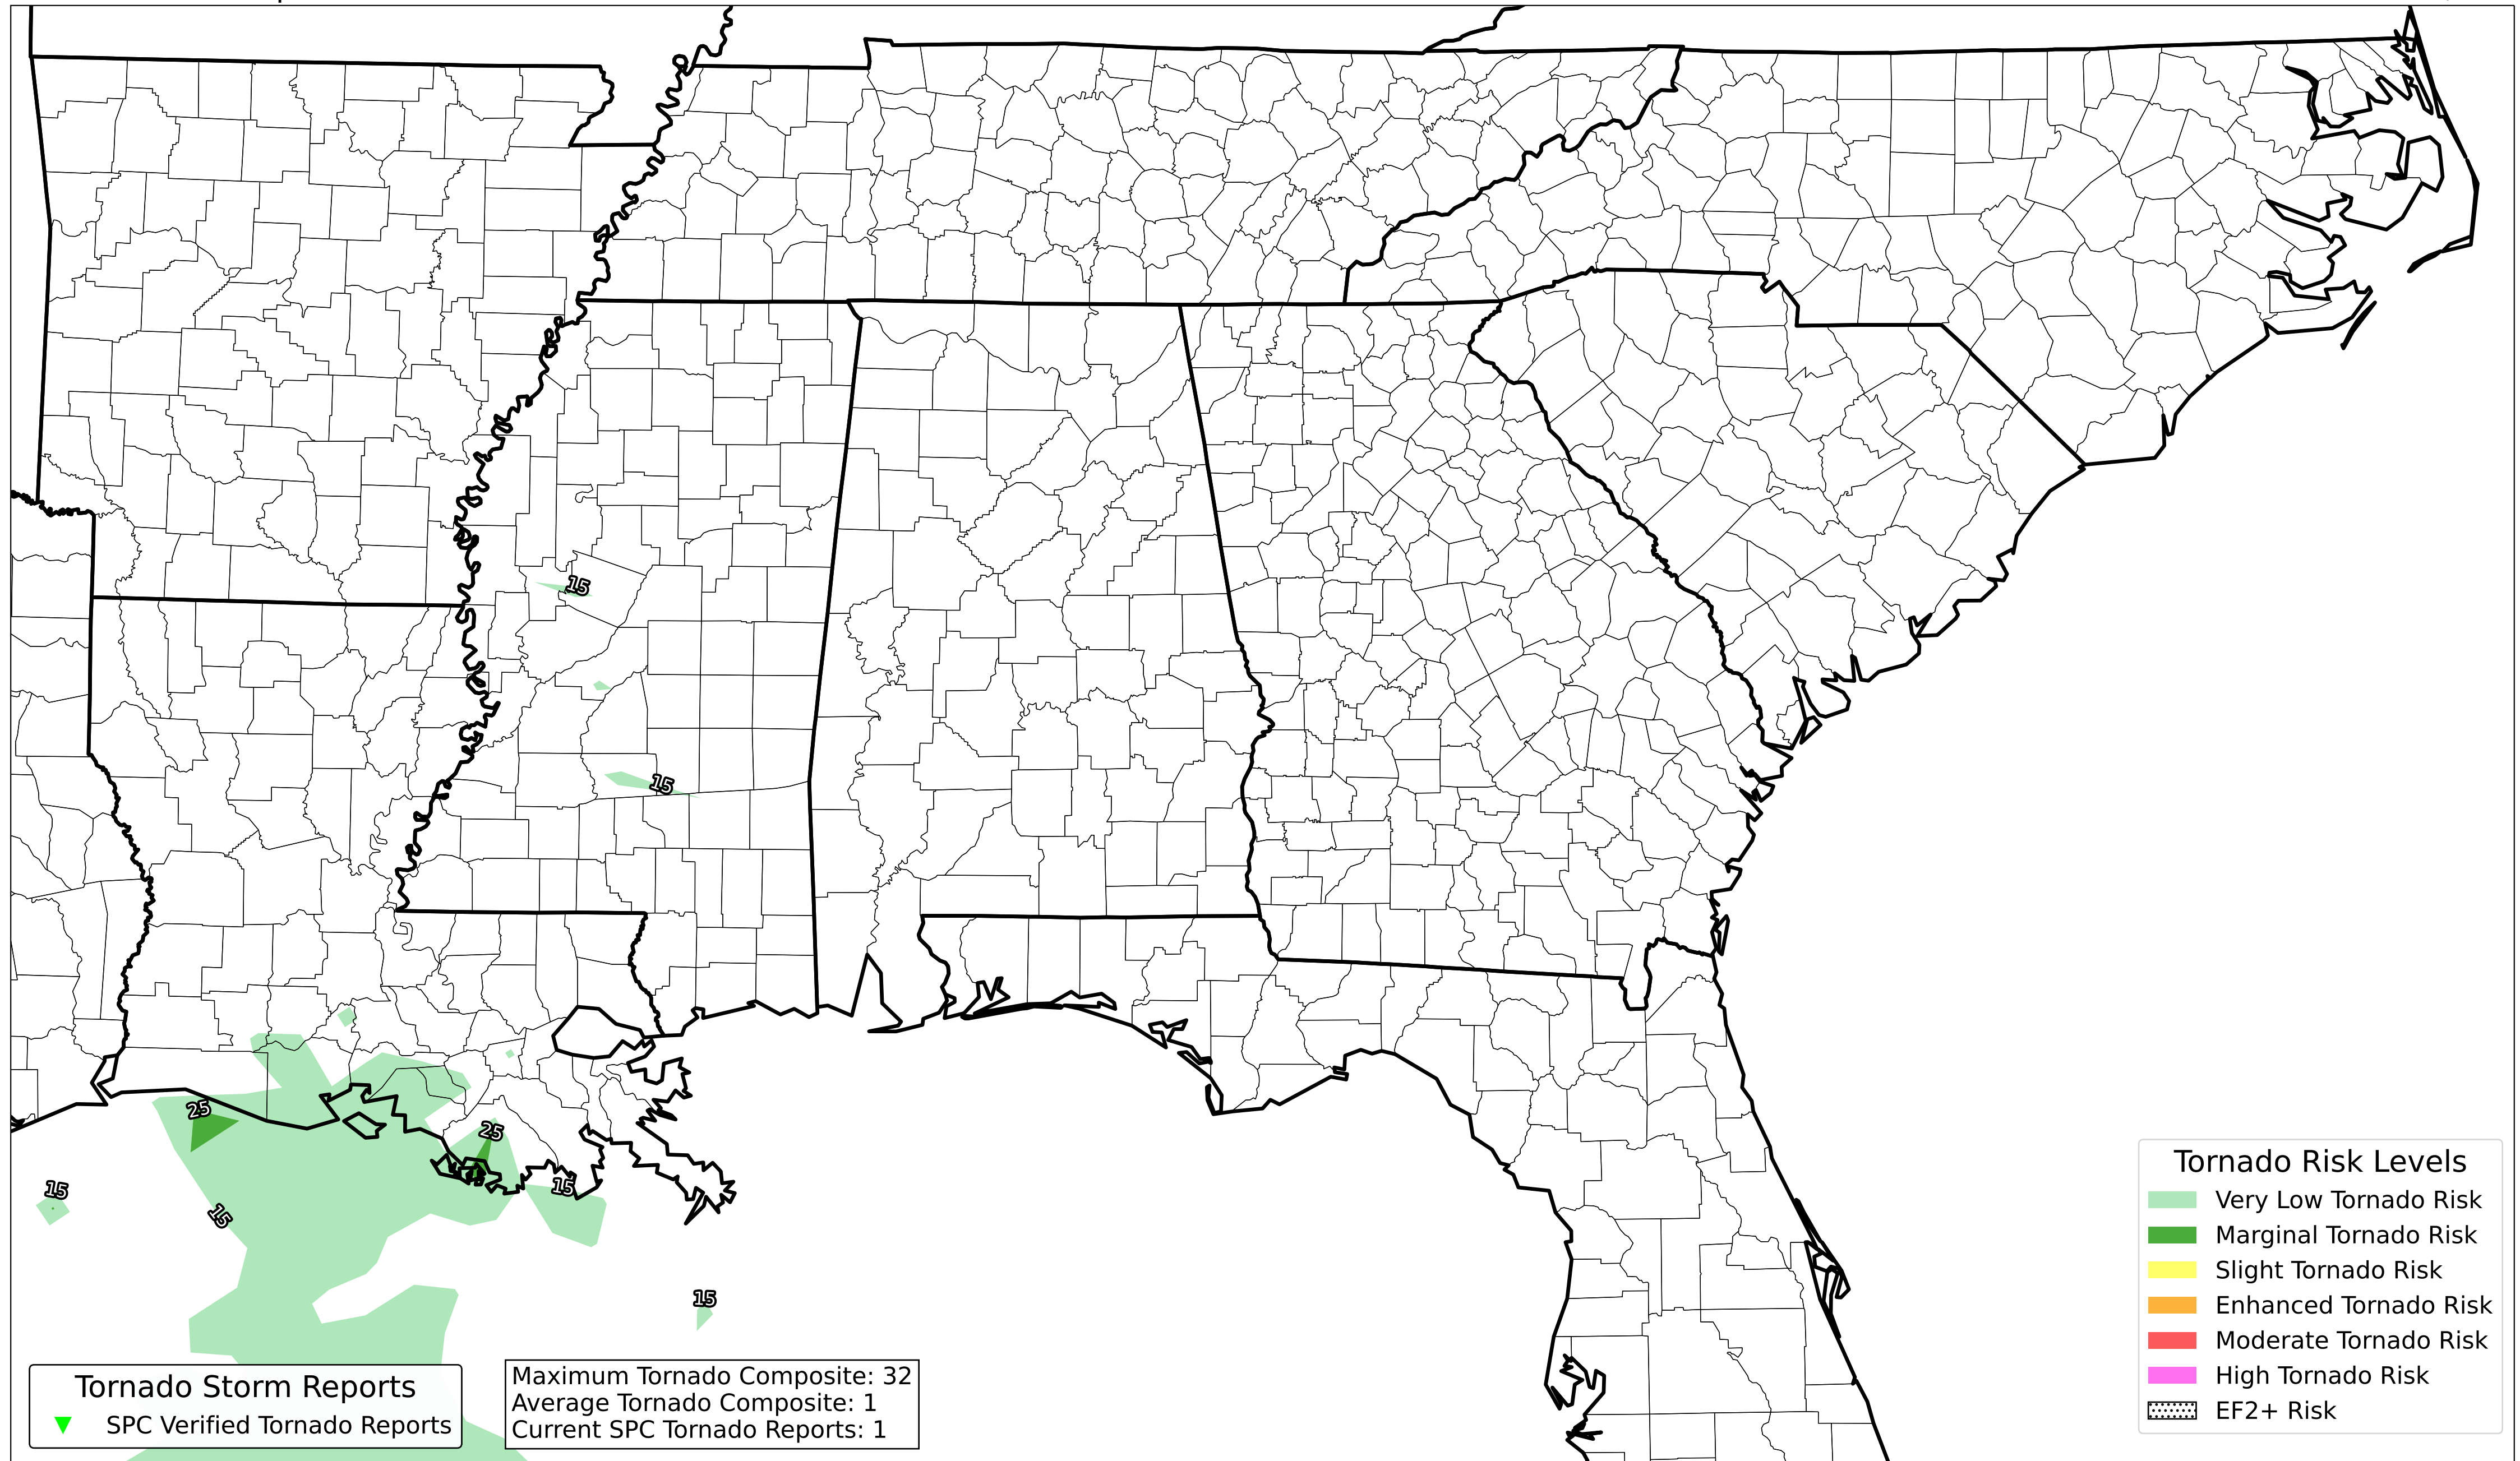 15
15
25
25
15
15
15
15
Tornado Risk Levels
Very Low Tornado Risk
Marginal Tornado Risk
Slight Tornado Risk
Enhanced Tornado Risk
Moderate Tornado Risk
High Tornado Risk
EF2+ Risk
Tornado Storm Reports
SPC Verified Tornado Reports
Maximum Tornado Composite: 32
Average Tornado Composite: 1
Current SPC Tornado Reports: 1